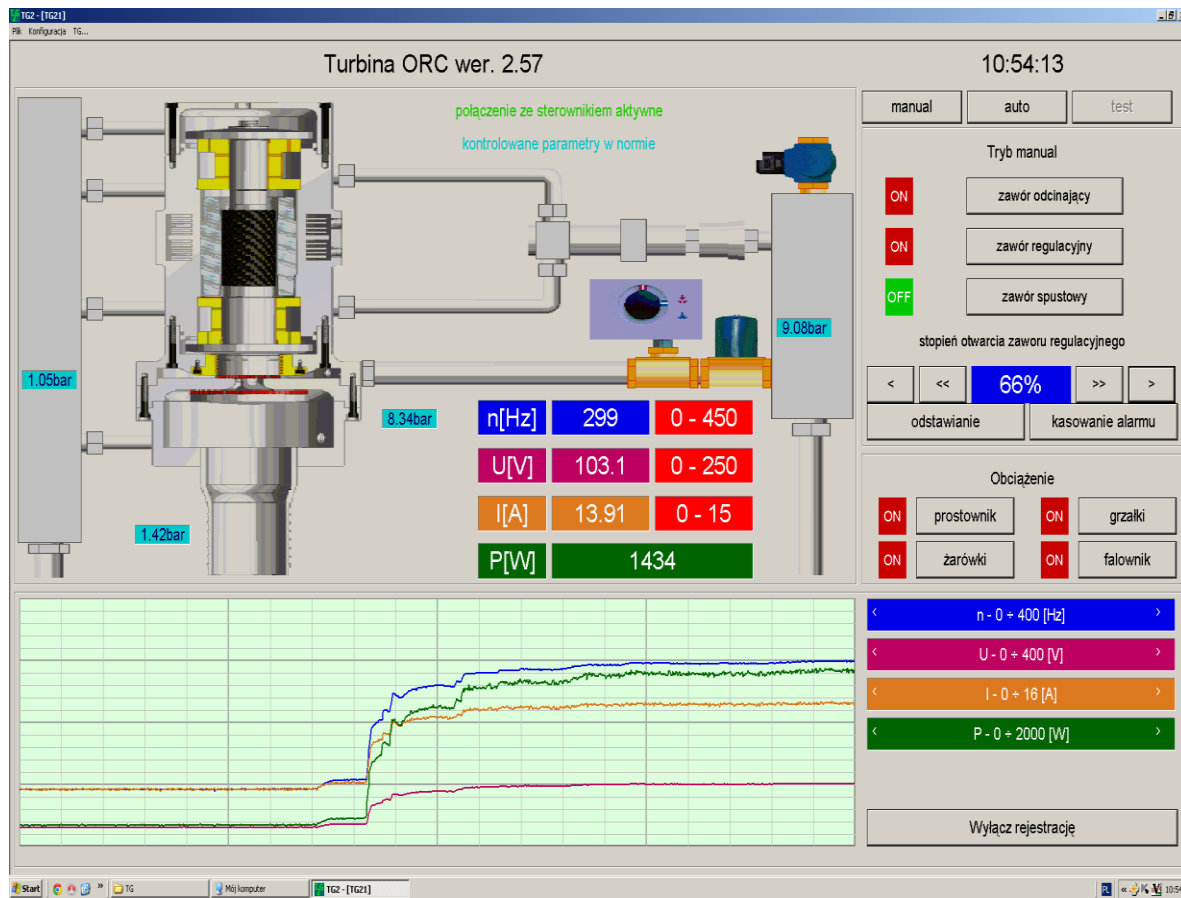 TG2 - [TG21]
Plik Konfiguracja TG...
Turbina ORC wer. 2.57
10:54:13
połączenie ze sterownikiem aktywne
kontrolowane parametry w normie
manual auto test
Tryb manual
ON zawór odcinający
ON zawór regulacyjny
OFF zawór spustowy
stopień otwarcia zaworu regulacyjnego
< << 66% >> >
odstawianie kasowanie alarmu
9.08bar
1.05bar
8.34bar
1.42bar
n[Hz] 299 0 - 450
U[V] 103.1 0 - 250
I[A] 13.91 0 - 15
P[W] 1434
Obciążenie
ON prostownik ON grzałki
ON żarówki ON falownik
< n - 0 ÷ 400 [Hz] >
< U - 0 ÷ 400 [V] >
< I - 0 ÷ 16 [A] >
< P - 0 ÷ 2000 [W] >
Wyłącz rejestrację
Start » TG Mój komputer TG2 - [TG21] PL « 10:54